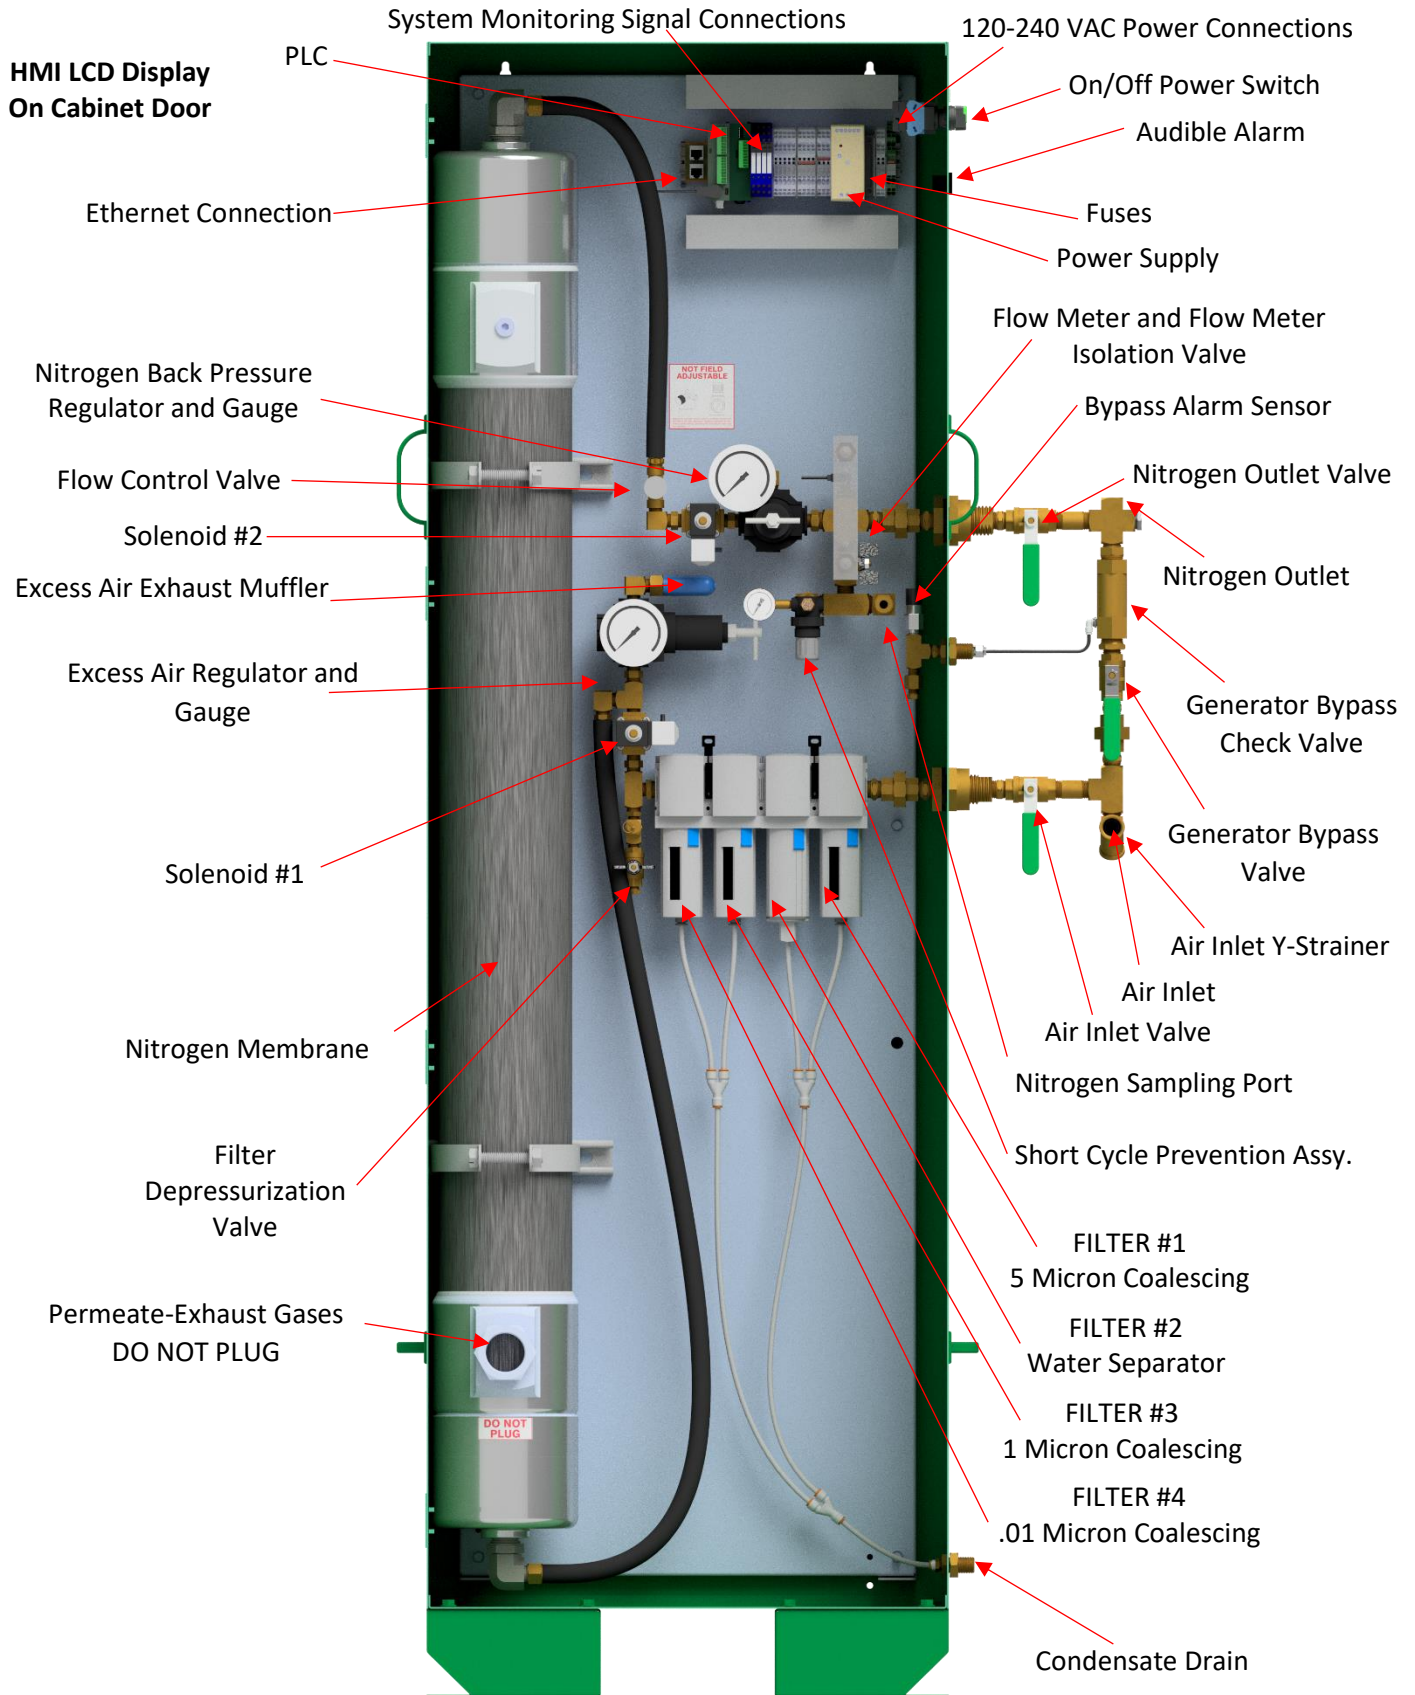 System Monitoring Signal Connections
120-240 VAC Power Connections
PLC
HMI LCD Display
On Cabinet Door
On/Off Power Switch
Audible Alarm
Ethernet Connection
Fuses
Power Supply
Flow Meter and Flow Meter
Isolation Valve
Nitrogen Back Pressure
Regulator and Gauge
NOT FIELD
ADJUSTABLE
Bypass Alarm Sensor
Flow Control Valve
Nitrogen Outlet Valve
Solenoid #2
Excess Air Exhaust Muffler
Nitrogen Outlet
Excess Air Regulator and
Gauge
Generator Bypass
Check Valve
Generator Bypass
Valve
Solenoid #1
Air Inlet Y-Strainer
Air Inlet
Air Inlet Valve
Nitrogen Membrane
Nitrogen Sampling Port
Short Cycle Prevention Assy.
Filter
Depressurization
Valve
FILTER #1
5 Micron Coalescing
Permeate-Exhaust Gases
DO NOT PLUG
FILTER #2
Water Separator
DO NOT
PLUG
FILTER #3
1 Micron Coalescing
FILTER #4
.01 Micron Coalescing
Condensate Drain